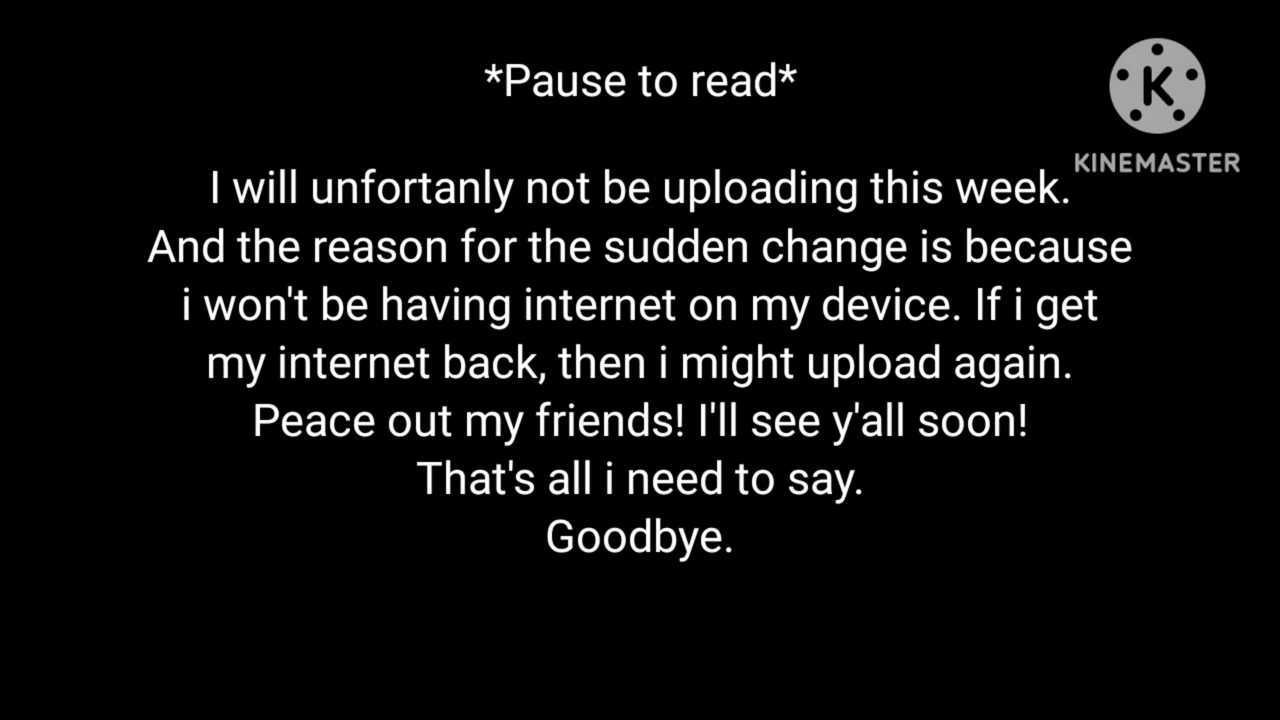 *Pause to read*
KINEMASTER
I will unfortanly not be uploading this week.
And the reason for the sudden change is because
i won't be having internet on my device. If i get
my internet back, then i might upload again.
Peace out my friends! I'll see y'all soon!
That's all i need to say.
Goodbye.